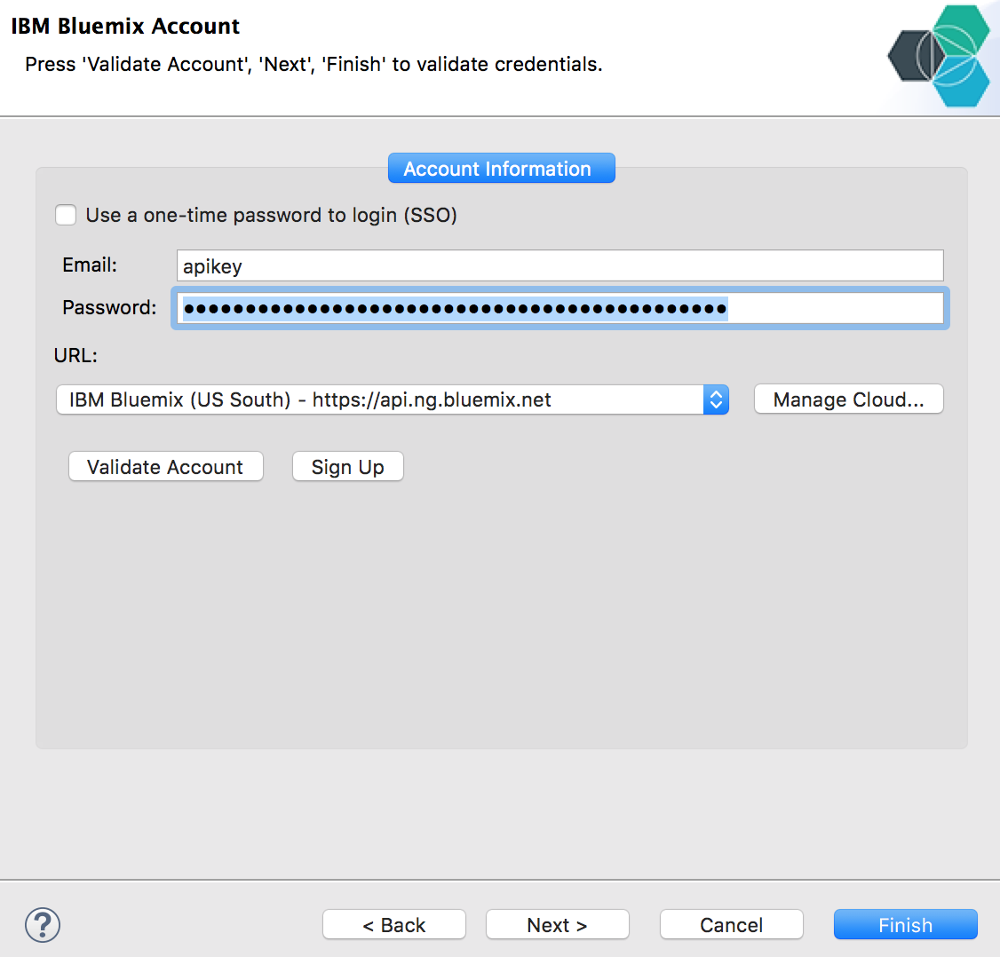 IBM Bluemix Account
Press 'Validate Account', 'Next', 'Finish' to validate credentials.
Account Information
Use a one-time password to login (SSO)
Email: apikey
Password: ••••••••••••••••••••••••••••••••••••••••••••
URL:
IBM Bluemix (US South) - https://api.ng.bluemix.net Manage Cloud...
Validate Account Sign Up
? < Back Next > Cancel Finish